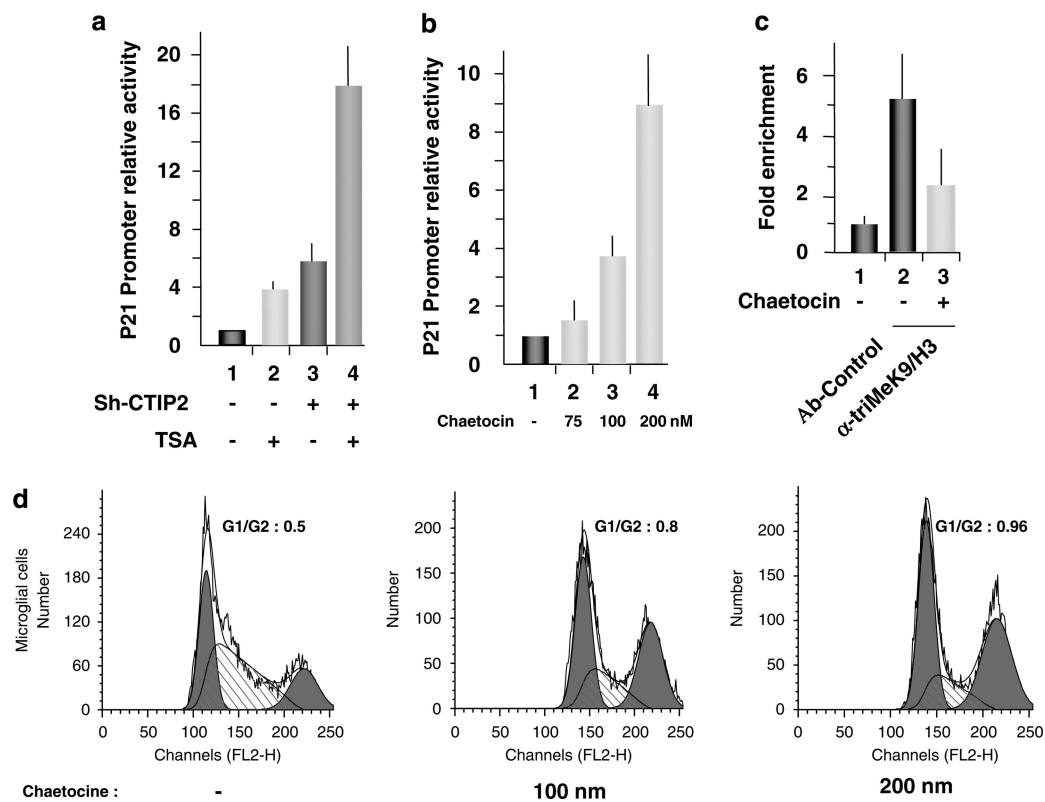 a
P21 Promoter relative activity
20
16
12
8
4
0
1 2 3 4
Sh-CTIP2 - - + +
TSA - + - +
b
P21 Promoter relative activity
10
8
6
4
2
0
1 2 3 4
Chaetocin - 75 100 200 nM
c
Fold enrichment
6
4
2
0
1 2 3
Chaetocin - - +
Ab-Control
α-triMeK9/H3
d
Microglial cells
Number
240
180
120
60
0
G1/G2 : 0.5
0 50 100 150 200 250
Channels (FL2-H)
Number
200
150
100
50
0
G1/G2 : 0.8
0 50 100 150 200 250
Channels (FL2-H)
Number
200
150
100
50
0
G1/G2 : 0.96
0 50 100 150 200 250
Channels (FL2-H)
Chaetocine : - 100 nm 200 nm